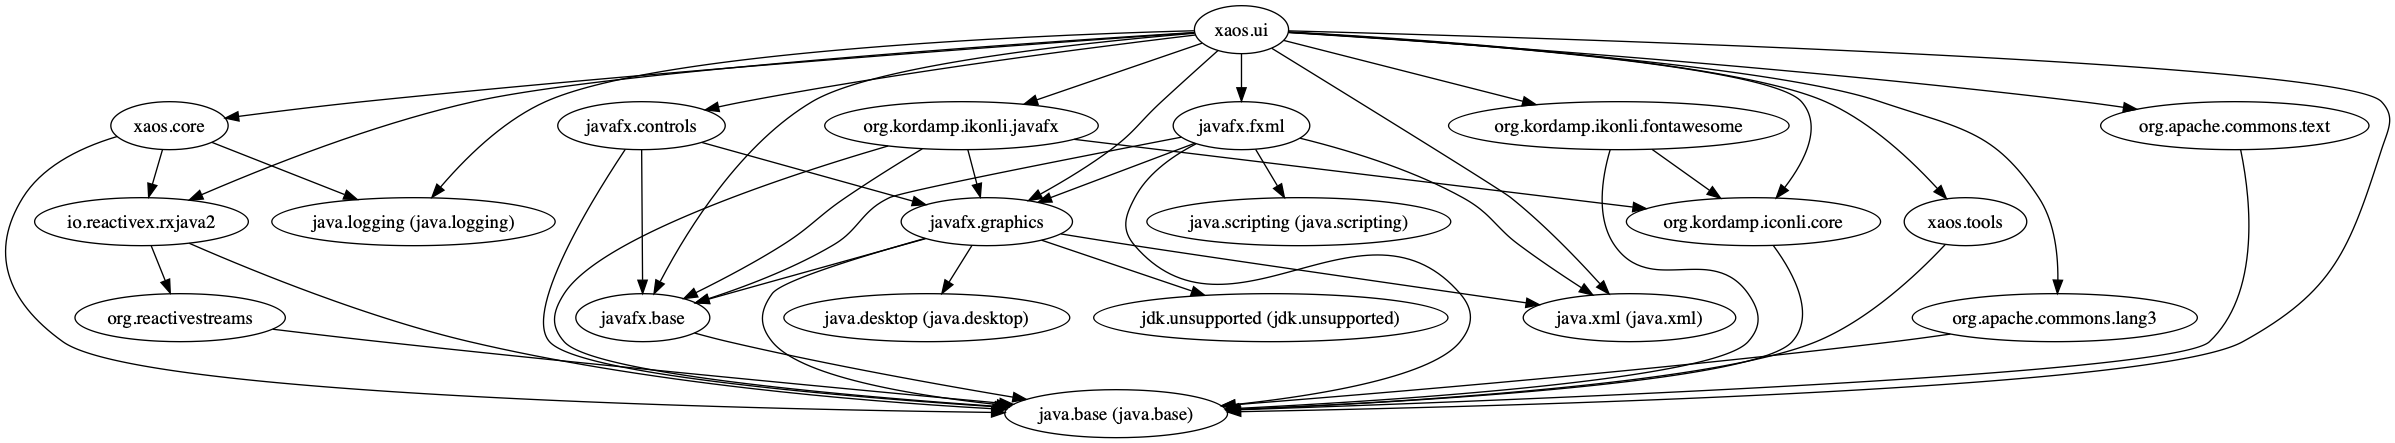 xaos.ui
xaos.core
javafx.controls
org.kordamp.ikonli.javafx
javafx.fxml
org.kordamp.ikonli.fontawesome
org.apache.commons.text
io.reactivex.rxjava2
java.logging (java.logging)
javafx.graphics
java.scripting (java.scripting)
org.kordamp.iconli.core
xaos.tools
org.reactivestreams
javafx.base
java.desktop (java.desktop)
jdk.unsupported (jdk.unsupported)
java.xml (java.xml)
org.apache.commons.lang3
java.base (java.base)